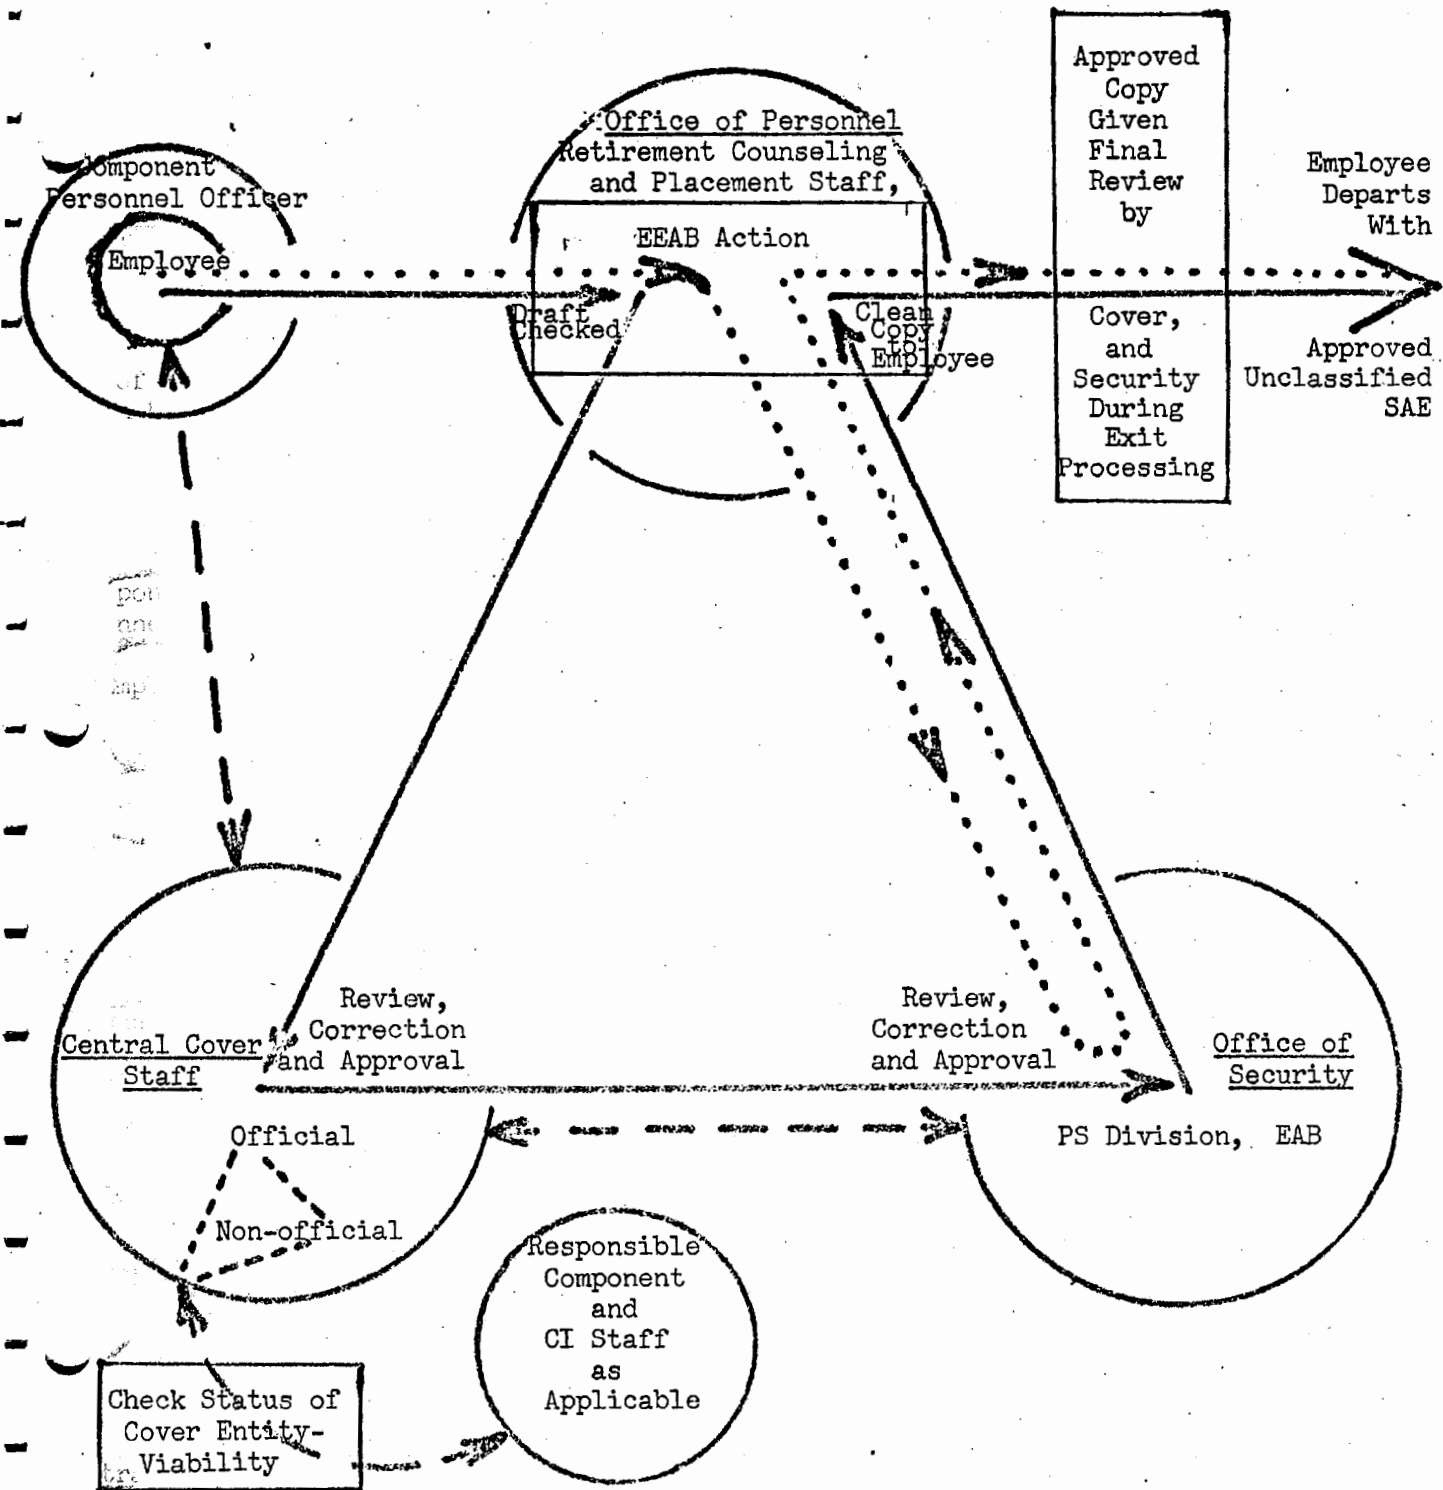 Component
Personnel Officer
Employee
Office of Personnel
Retirement Counseling
and Placement Staff,
EEAB Action
Draft
Checked
Clean
Copy
to
Employee
Approved
Copy
Given
Final
Review
by
Cover,
and
Security
During
Exit
Processing
Employee
Departs
With
Approved
Unclassified
SAE
Central Cover
Staff
Review,
Correction
and Approval
Official
Non-official
Review,
Correction
and Approval
Office of
Security
PS Division, EAB
Responsible
Component
and
CI Staff
as
Applicable
Check Status of
Cover Entity-
Viability